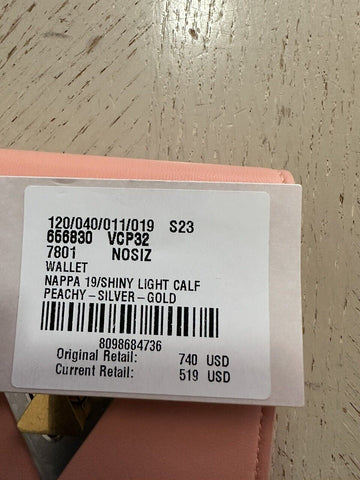 120/040/011/019 S23
666830 VCP32
7801 NOSIZ
WALLET
NAPPA 19/SHINY LIGHT CALF
PEACHY-SILVER-GOLD
8098684736
Original Retail: 740 USD
Current Retail: 519 USD